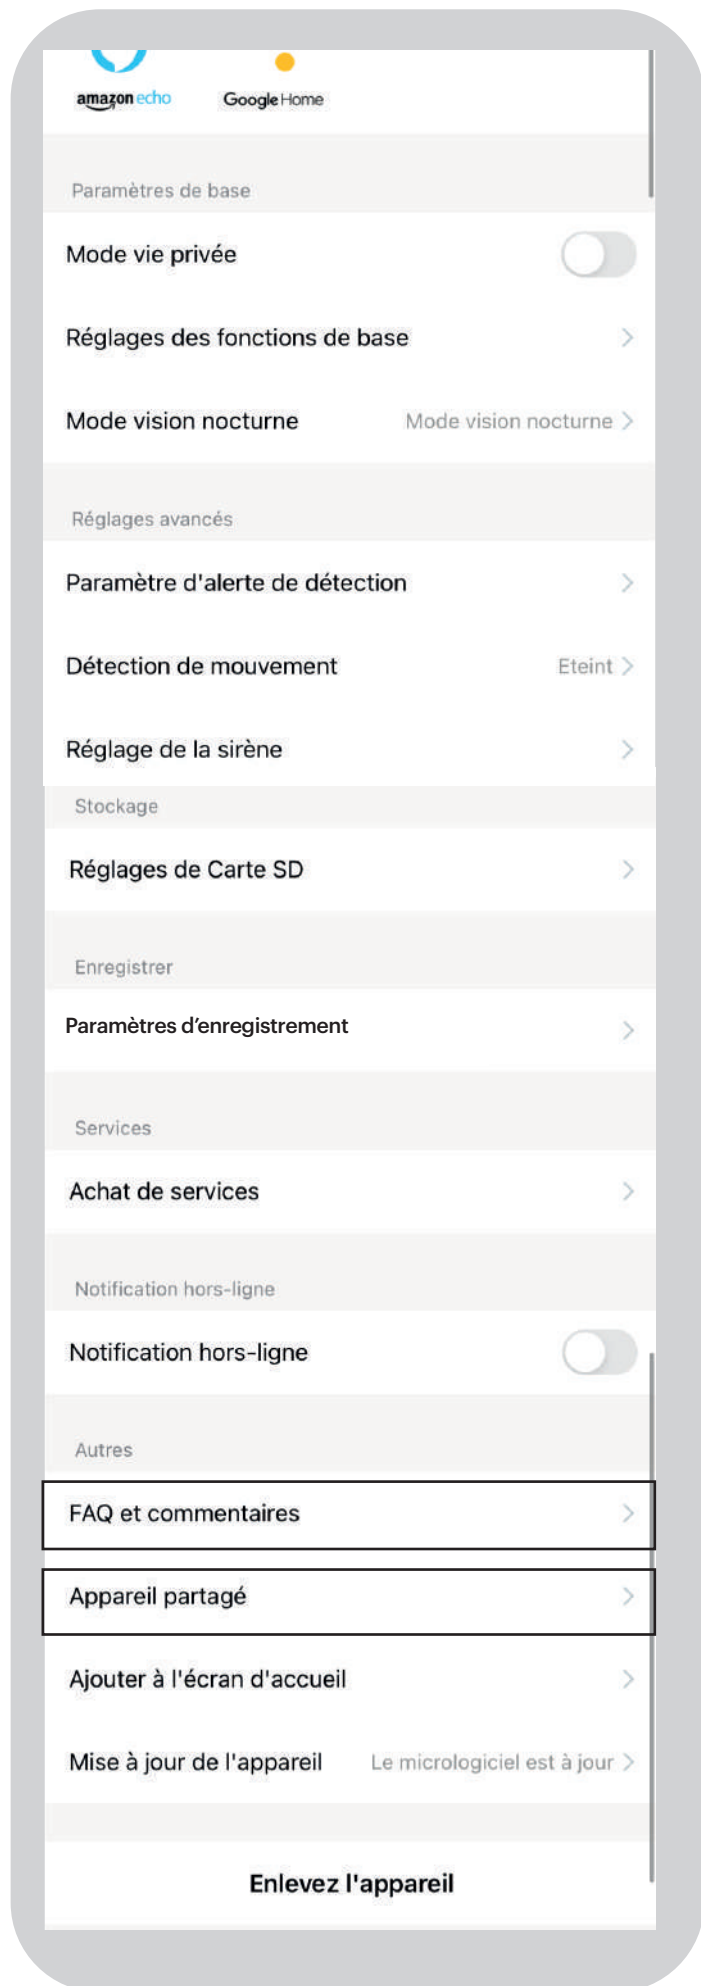 amazon echo Google Home
Paramètres de base
Mode vie privée
Réglages des fonctions de base
Mode vision nocturne Mode vision nocturne
Réglages avancés
Paramètre d'alerte de détection
Détection de mouvement Eteint
Réglage de la sirène
Stockage
Réglages de Carte SD
Enregistrer
Paramètres d’enregistrement
Services
Achat de services
Notification hors-ligne
Notification hors-ligne
Autres
FAQ et commentaires
Appareil partagé
Ajouter à l'écran d'accueil
Mise à jour de l'appareil Le micrologiciel est à jour
Enlevez l'appareil